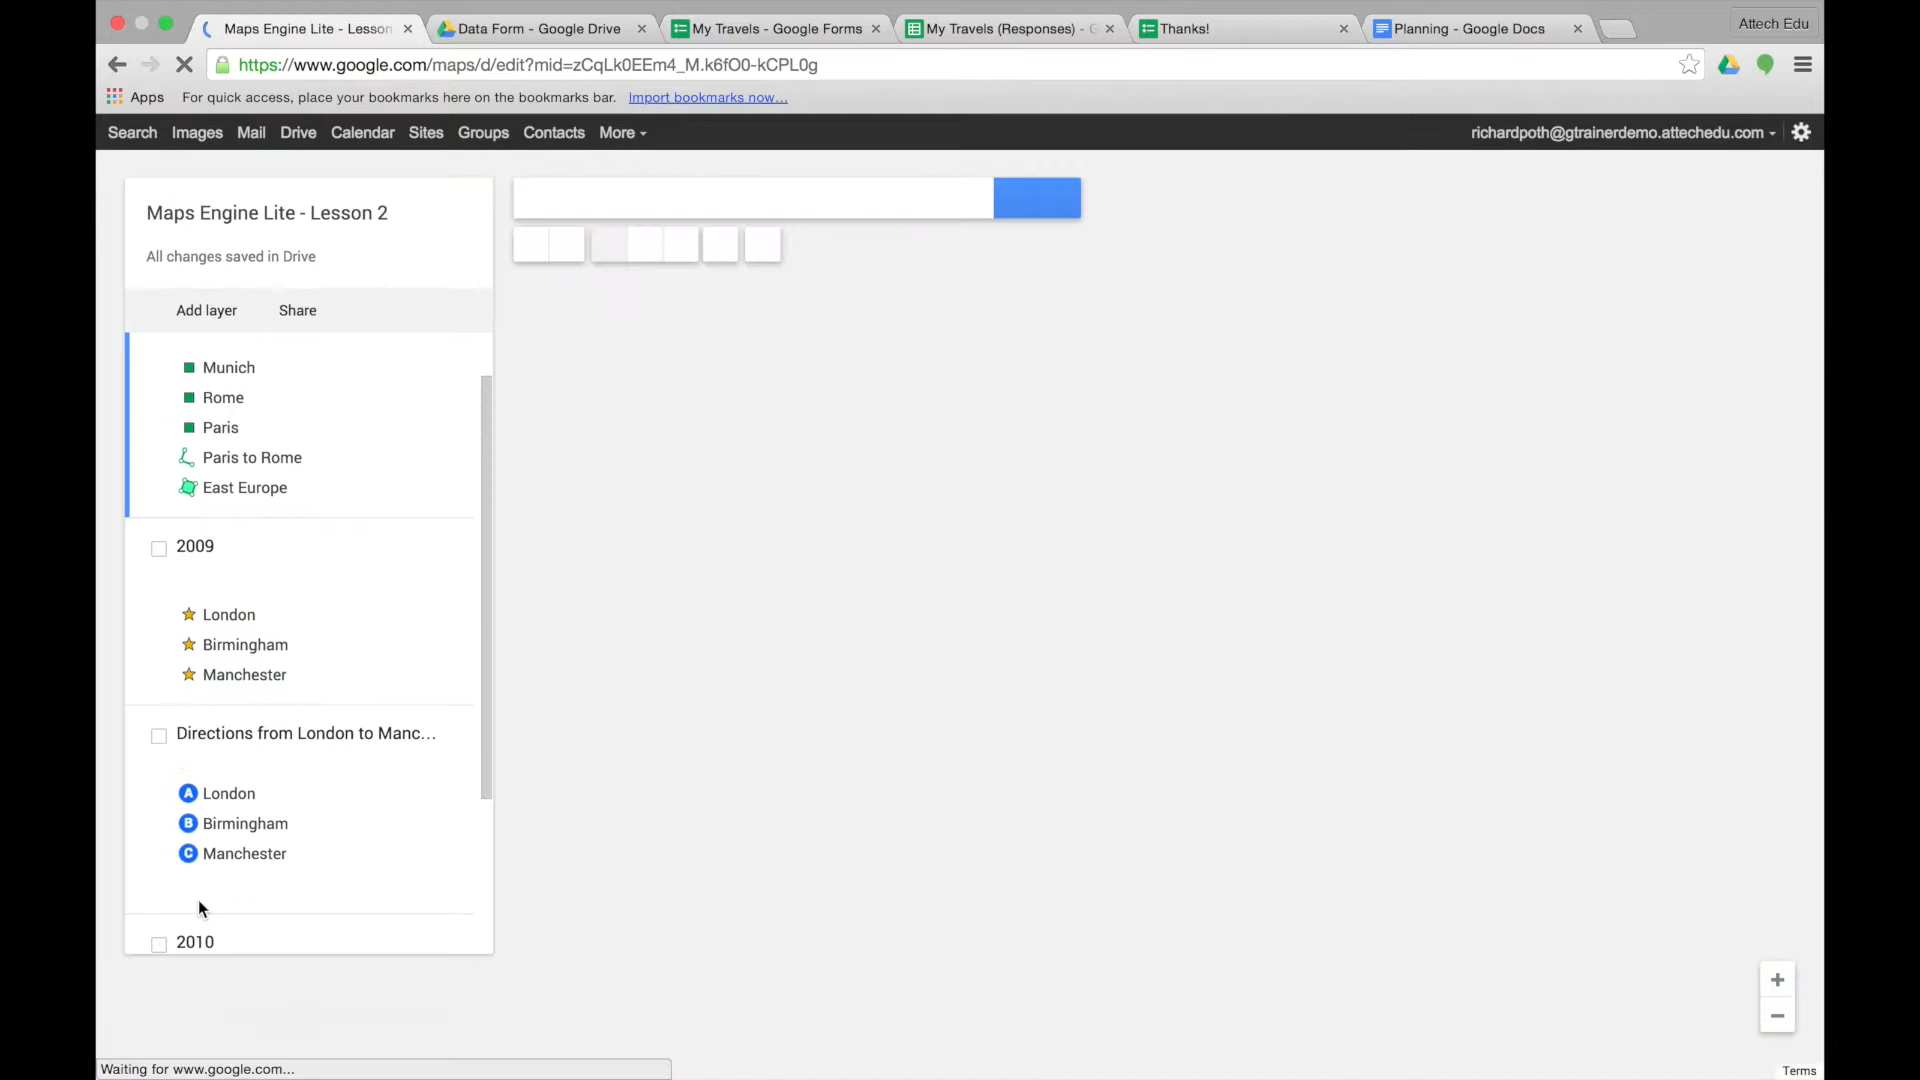 Maps Engine Lite - Lesson
Data Form - Google Drive
My Travels - Google Forms
My Travels (Responses) - G
Thanks!
Planning - Google Docs
Attech Edu
https://www.google.com/maps/d/edit?mid=zCqLk0EEm4_M.k6fO0-kCPL0g
Apps For quick access, place your bookmarks here on the bookmarks bar. Import bookmarks now...
Search Images Mail Drive Calendar Sites Groups Contacts More richardpoth@gtrainerdemo.attechedu.com
Maps Engine Lite - Lesson 2
All changes saved in Drive
Add layer Share
Munich
Rome
Paris
Paris to Rome
East Europe
2009
London
Birmingham
Manchester
Directions from London to Manc...
A London
B Birmingham
C Manchester
2010
+
−
Waiting for www.google.com...
Terms